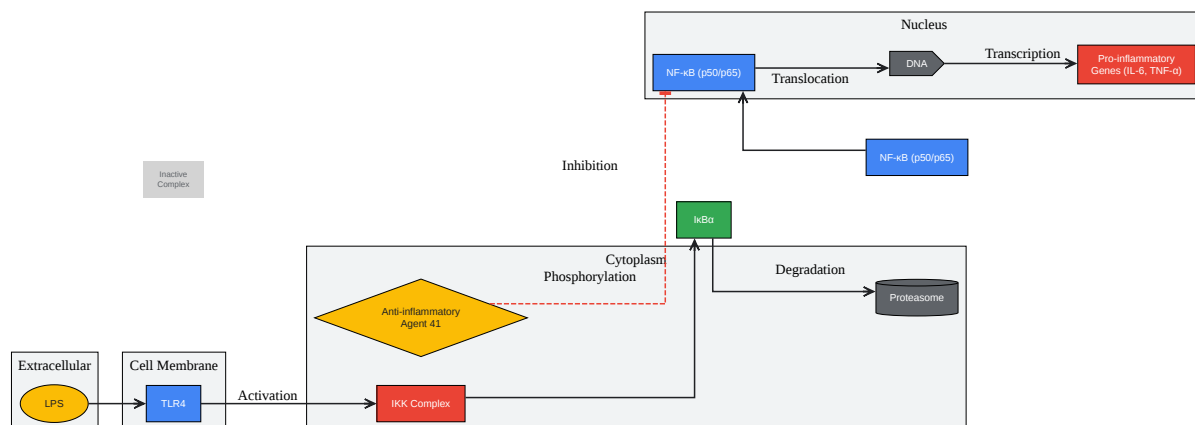 Nucleus
NF-κB (p50/p65)
Translocation
DNA
Transcription
Pro-inflammatory
Genes (IL-6, TNF-α)
NF-κB (p50/p65)
Inhibition
Inactive
Complex
IκBα
Cytoplasm
Phosphorylation
Degradation
Proteasome
Anti-inflammatory
Agent 41
Extracellular
LPS
Cell Membrane
TLR4
Activation
IKK Complex